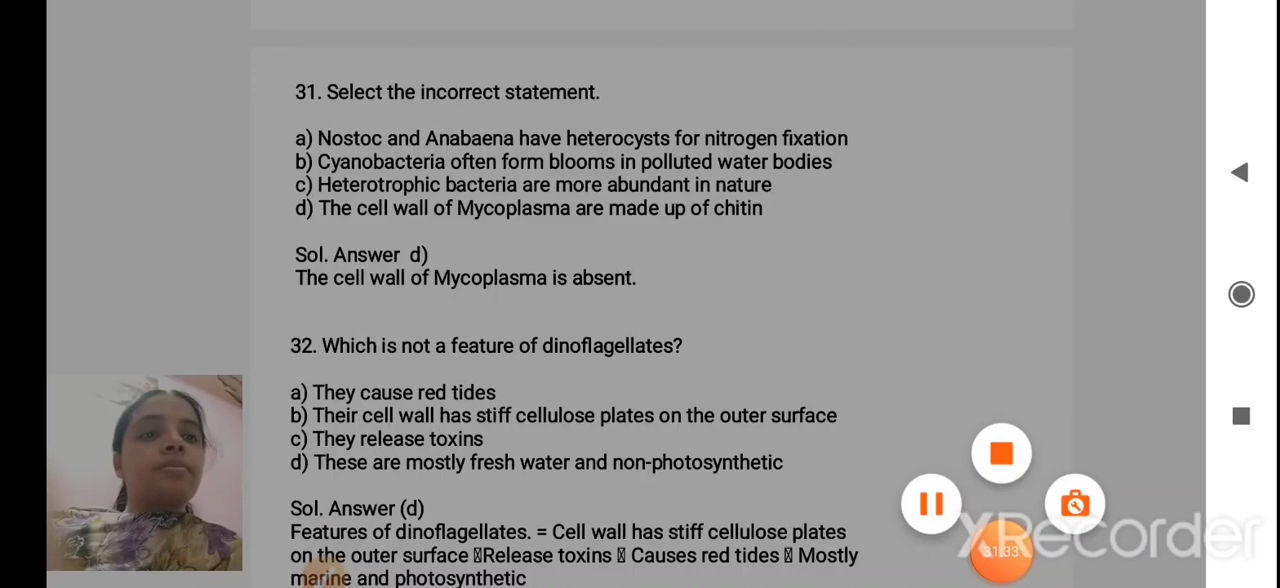 31. Select the incorrect statement.
a) Nostoc and Anabaena have heterocysts for nitrogen fixation
b) Cyanobacteria often form blooms in polluted water bodies
c) Heterotrophic bacteria are more abundant in nature
d) The cell wall of Mycoplasma are made up of chitin
Sol. Answer  d)
The cell wall of Mycoplasma is absent.
32. Which is not a feature of dinoflagellates?
a) They cause red tides
b) Their cell wall has stiff cellulose plates on the outer surface
c) They release toxins
d) These are mostly fresh water and non-photosynthetic
Sol. Answer (d)
Features of dinoflagellates. = Cell wall has stiff cellulose plates
on the outer surface Release toxins Causes red tides Mostly
marine and photosynthetic
XRecorder
31:33